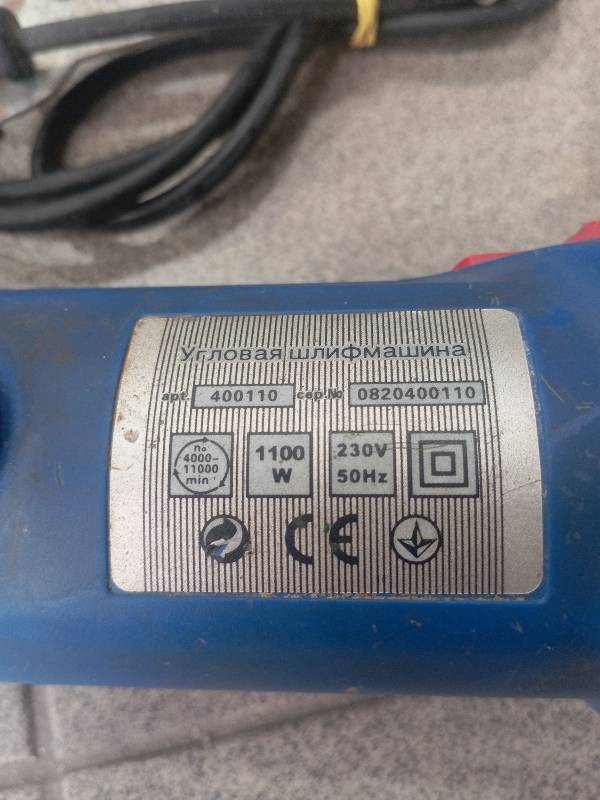 Угловая шлифмашина
арт. 400110 сер.№ 0820400110
n₀
4000-
11000
min⁻¹
1100
W
230V
50Hz
CE